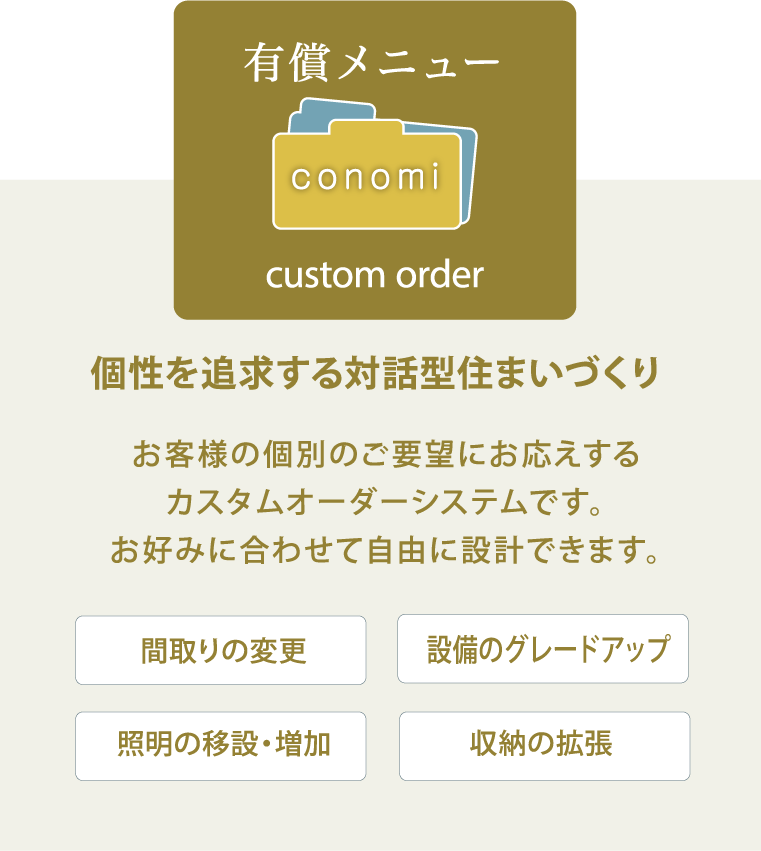 有償メニュー
conomi
custom order
個性を追求する対話型住まいづくり
お客様の個別のご要望にお応えする
カスタムオーダーシステムです。
お好みに合わせて自由に設計できます。
間取りの変更
設備のグレードアップ
照明の移設・増加
収納の拡張